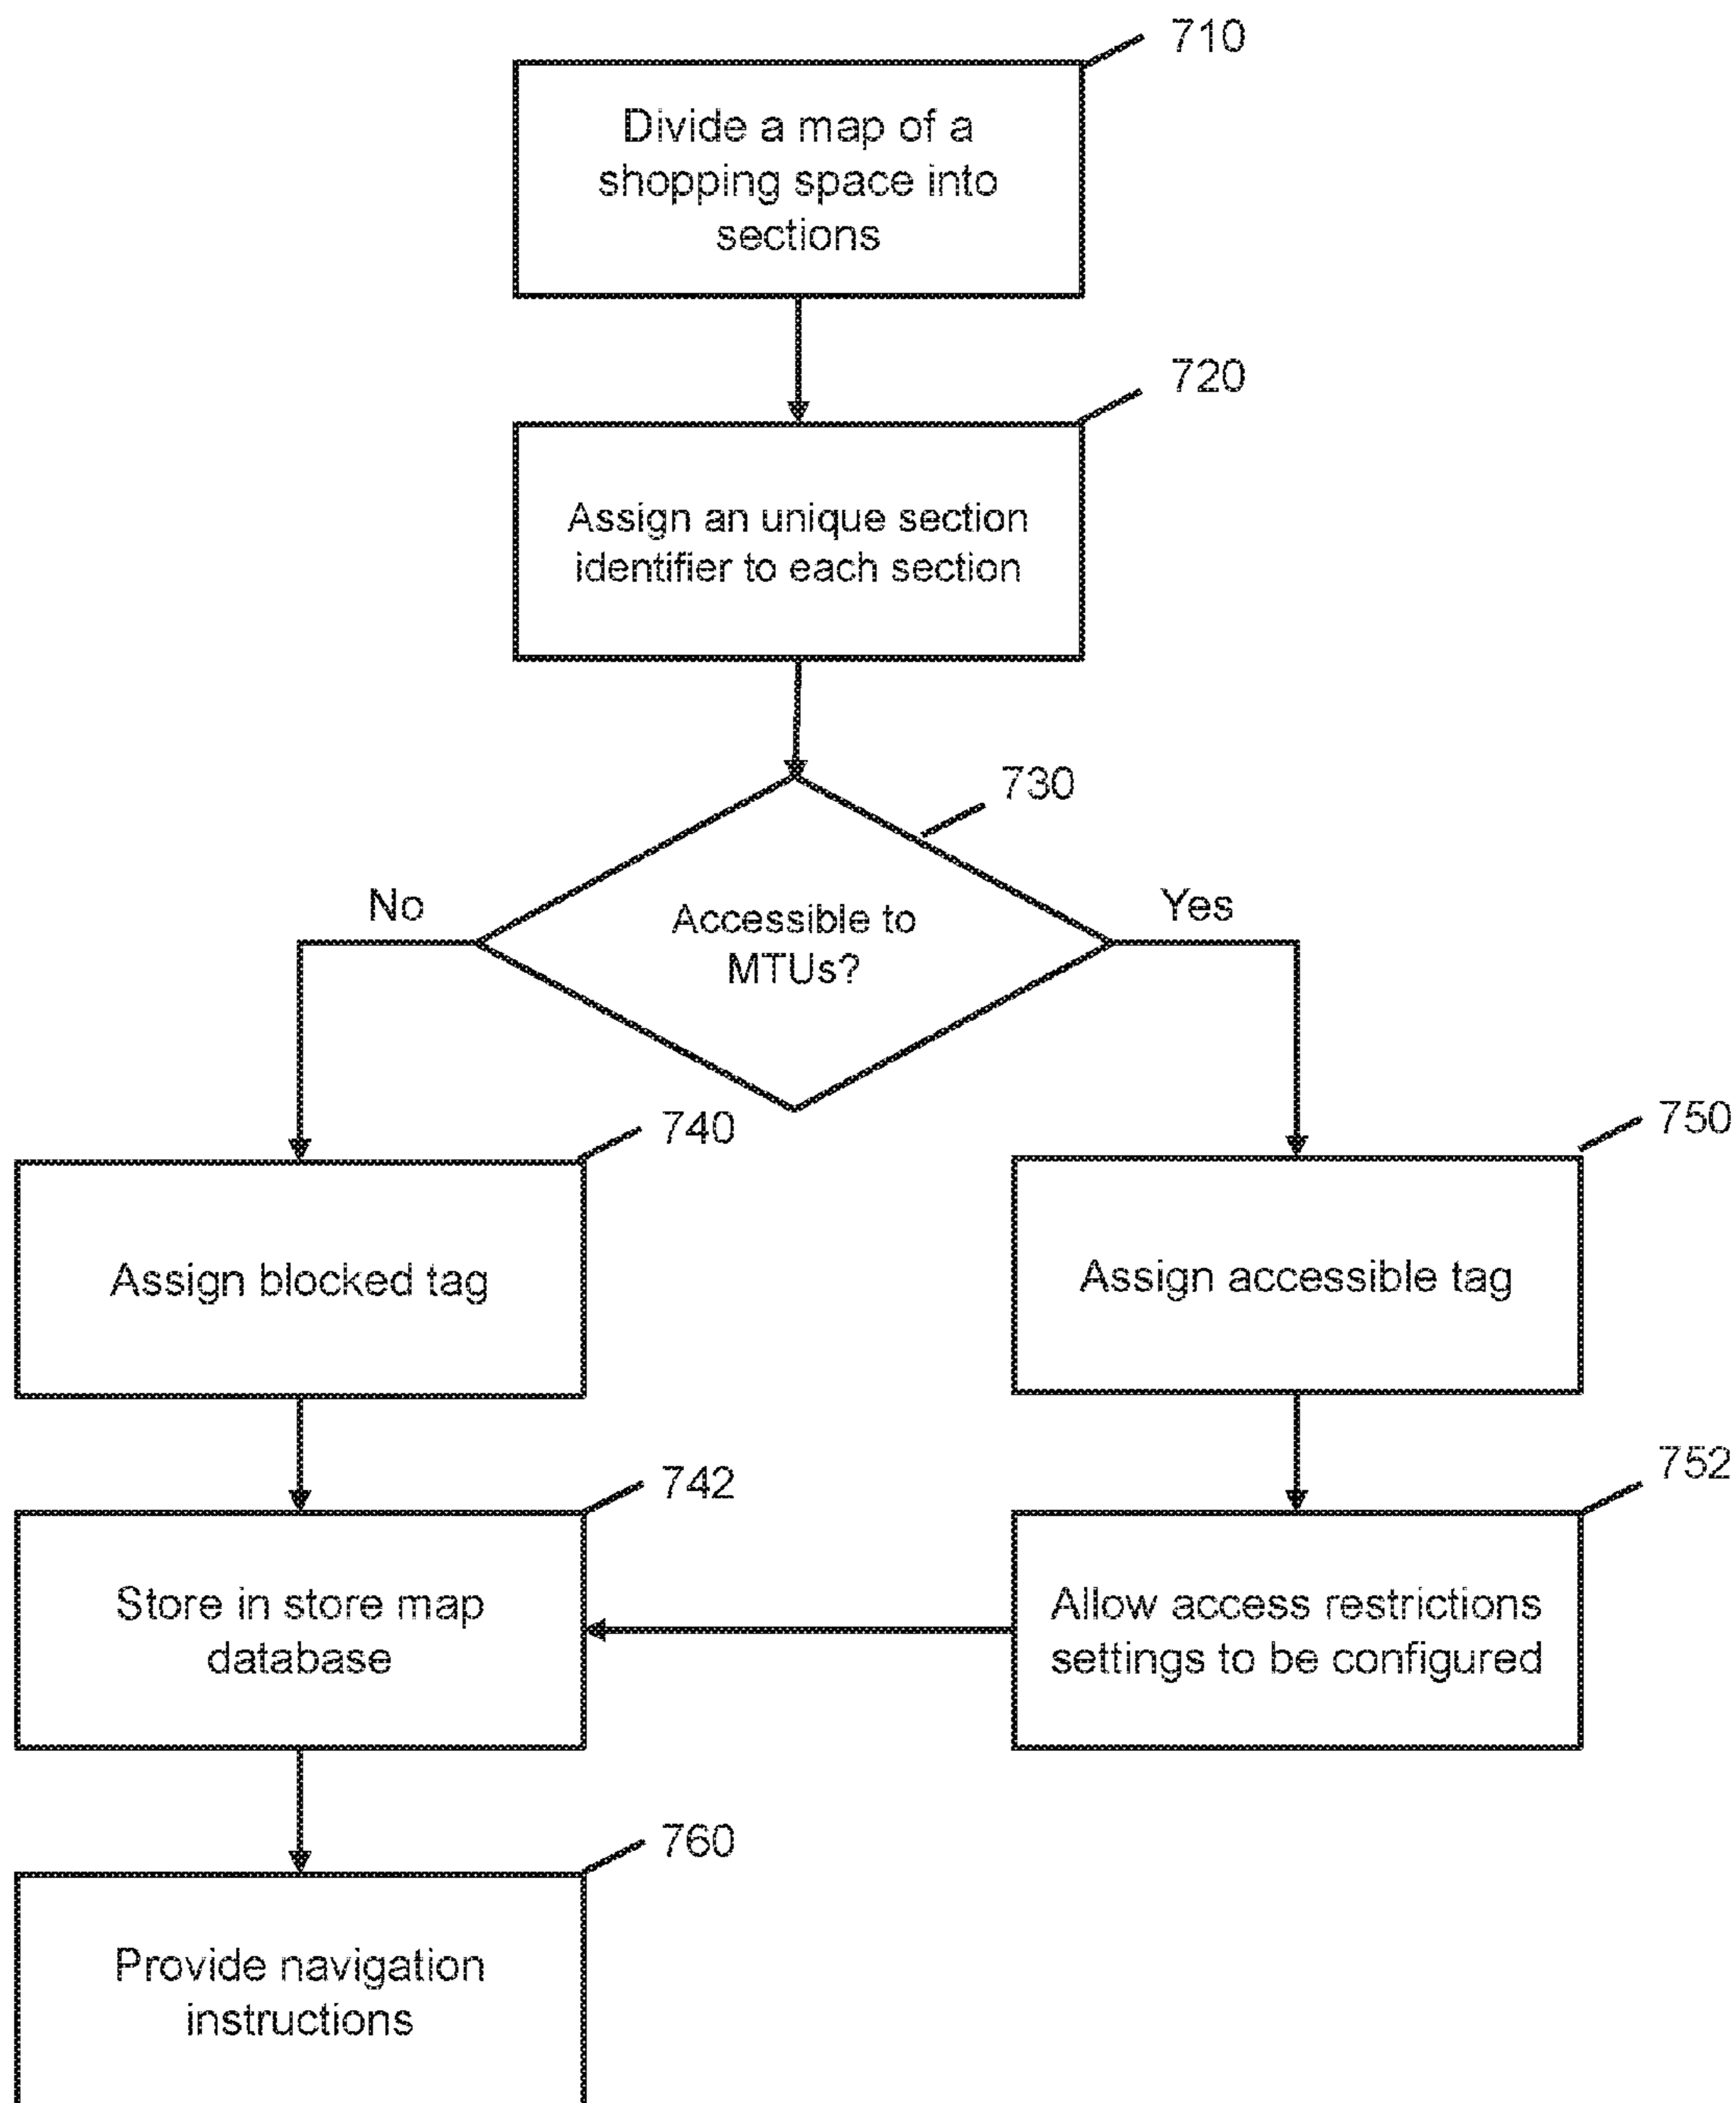 710
Divide a map of a
shopping space into
sections
720
Assign an unique section
identifier to each section
730
No
Accessible to
MTUs?
Yes
740
750
Assign blocked tag
Assign accessible tag
742
752
Store in store map
database
Allow access restrictions
settings to be configured
760
Provide navigation
instructions